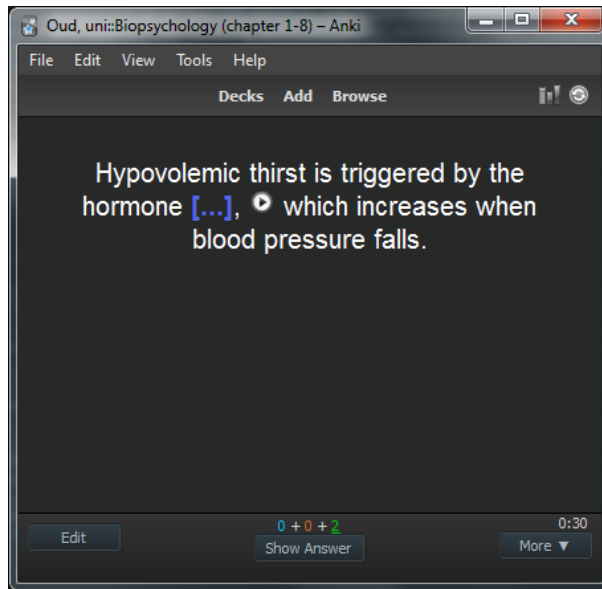 Oud, uni::Biopsychology (chapter 1-8) – Anki
File Edit View Tools Help
Decks Add Browse
Hypovolemic thirst is triggered by the
hormone [...], which increases when
blood pressure falls.
0 + 0 + 2
0:30
Edit
Show Answer
More ▼